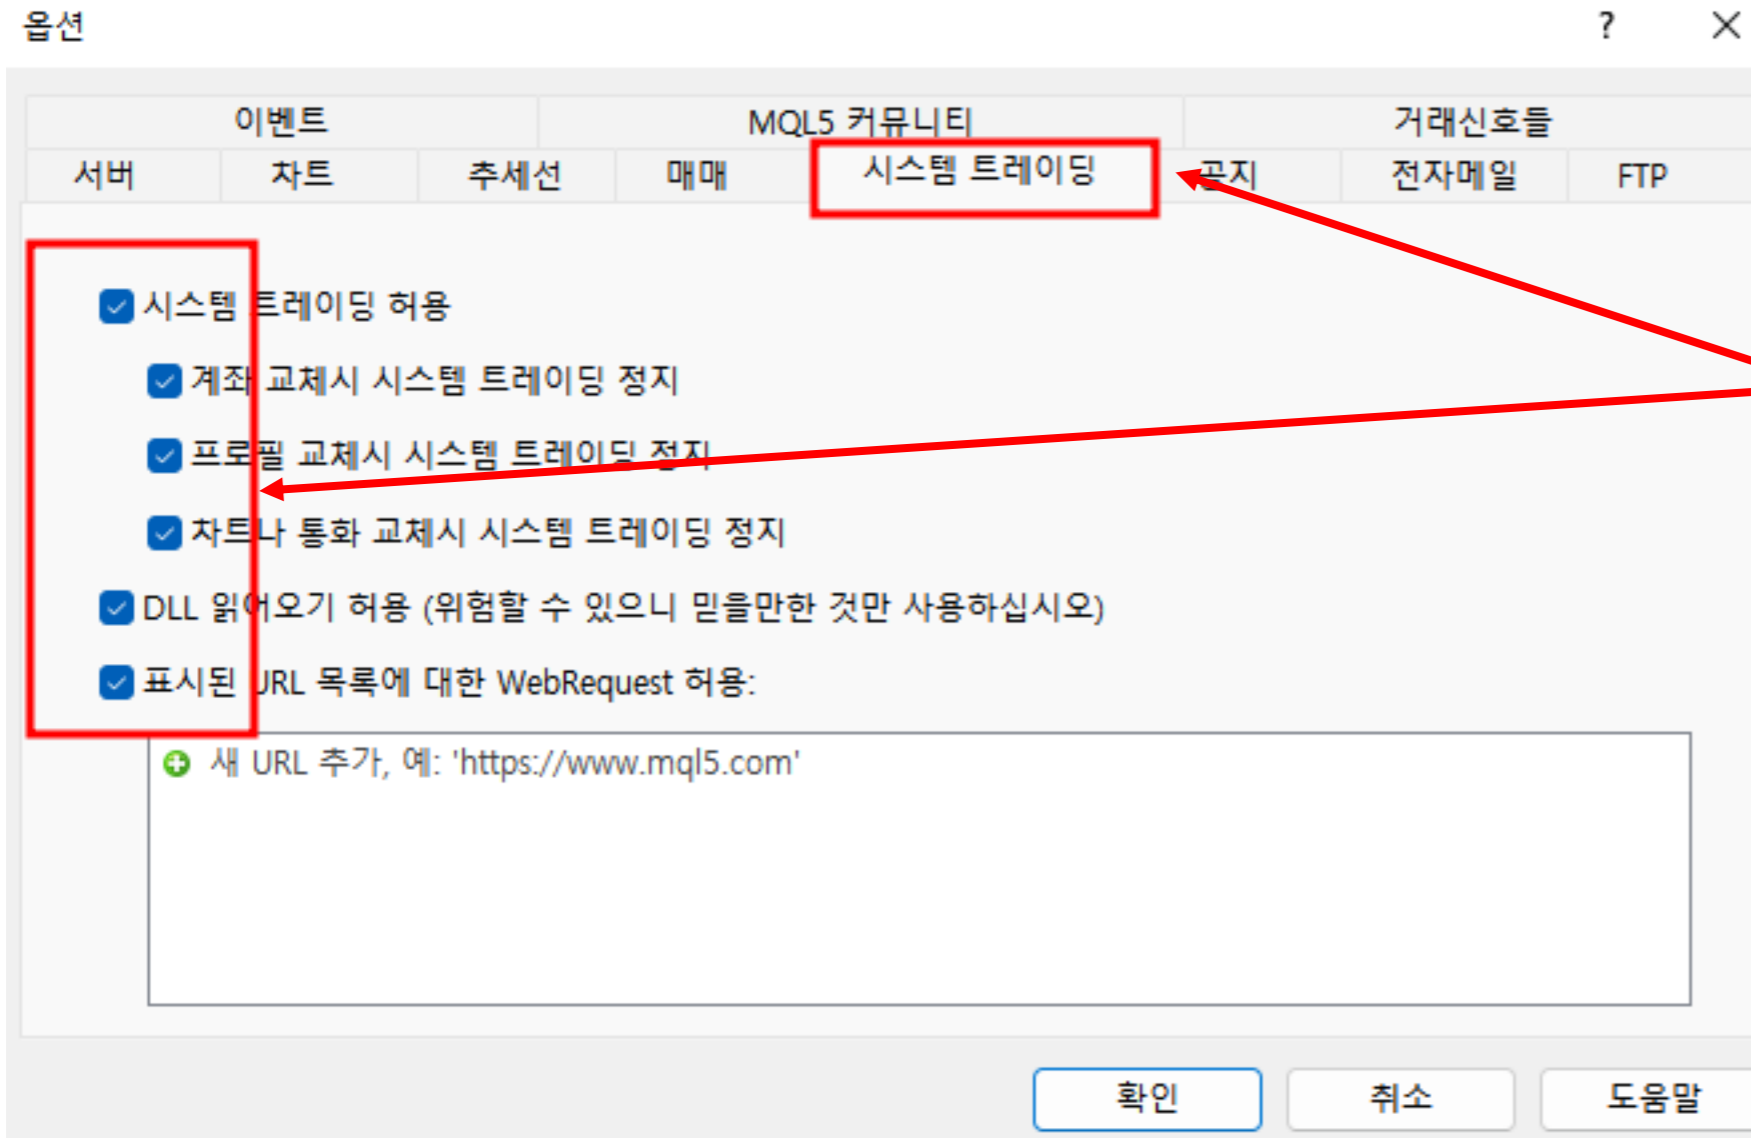 옵션
?
이벤트 MQL5 커뮤니티 거래신호들
서버 차트 추세선 매매 시스템 트레이딩 공지 전자메일 FTP
시스템 트레이딩 허용
계좌 교체시 시스템 트레이딩 정지
프로필 교체시 시스템 트레이딩 정지
차트나 통화 교체시 시스템 트레이딩 정지
DLL 읽어오기 허용 (위험할 수 있으니 믿을만한 것만 사용하십시오)
표시된 URL 목록에 대한 WebRequest 허용:
새 URL 추가, 예: 'https://www.mql5.com'
확인 취소 도움말